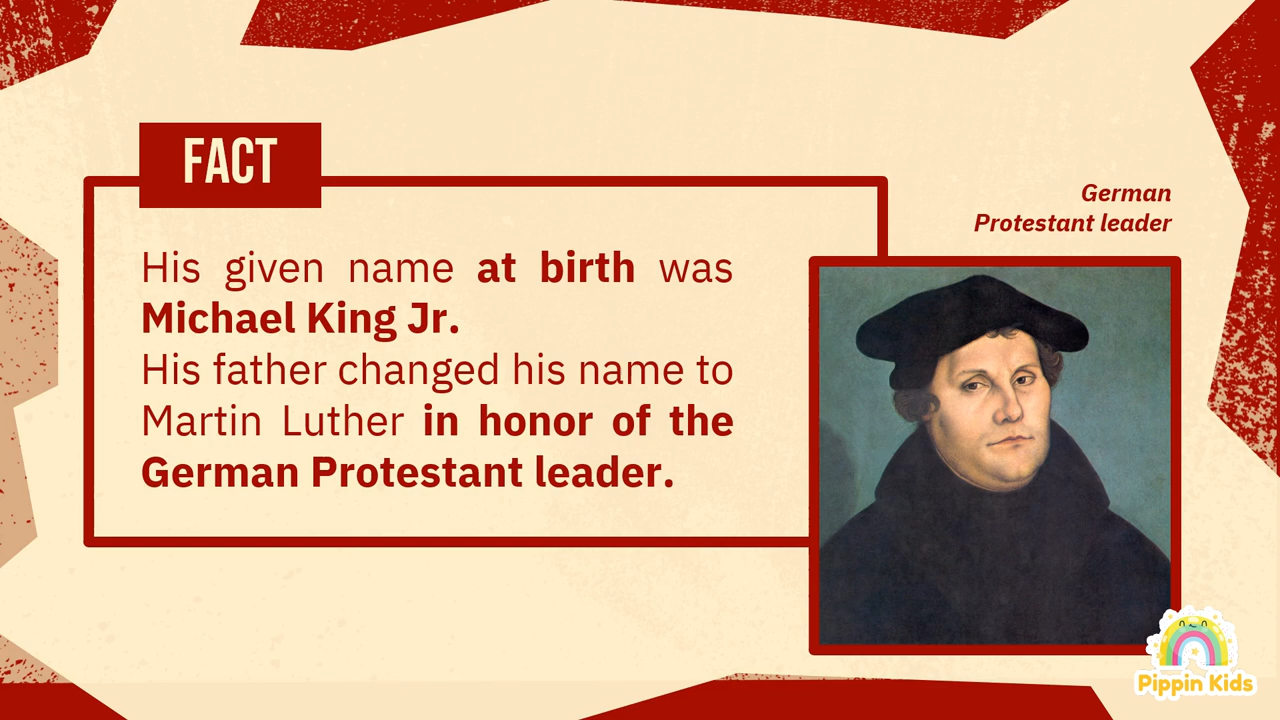 FACT
German
Protestant leader
His given name at birth was
Michael King Jr.
His father changed his name to
Martin Luther in honor of the
German Protestant leader.
Pippin Kids